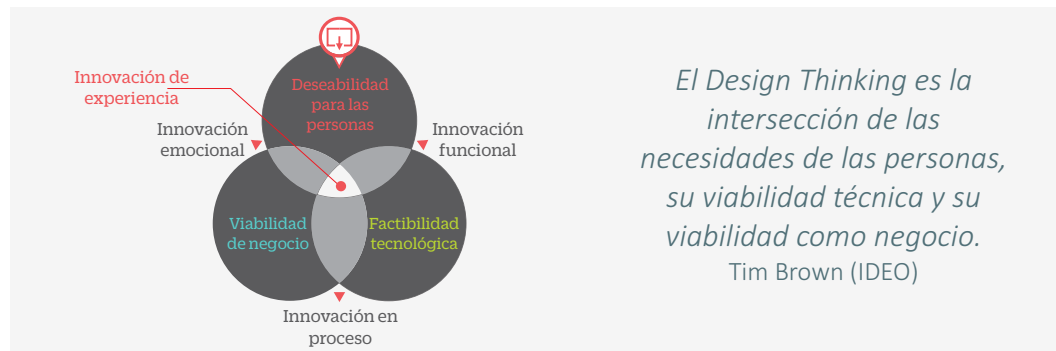 Innovación de
experiencia
Deseabilidad
para las
personas
Innovación
emocional
Innovación
funcional
Viabilidad
de negocio
Factibilidad
tecnológica
Innovación en
proceso
El Design Thinking es la
intersección de las
necesidades de las personas,
su viabilidad técnica y su
viabilidad como negocio.
Tim Brown (IDEO)